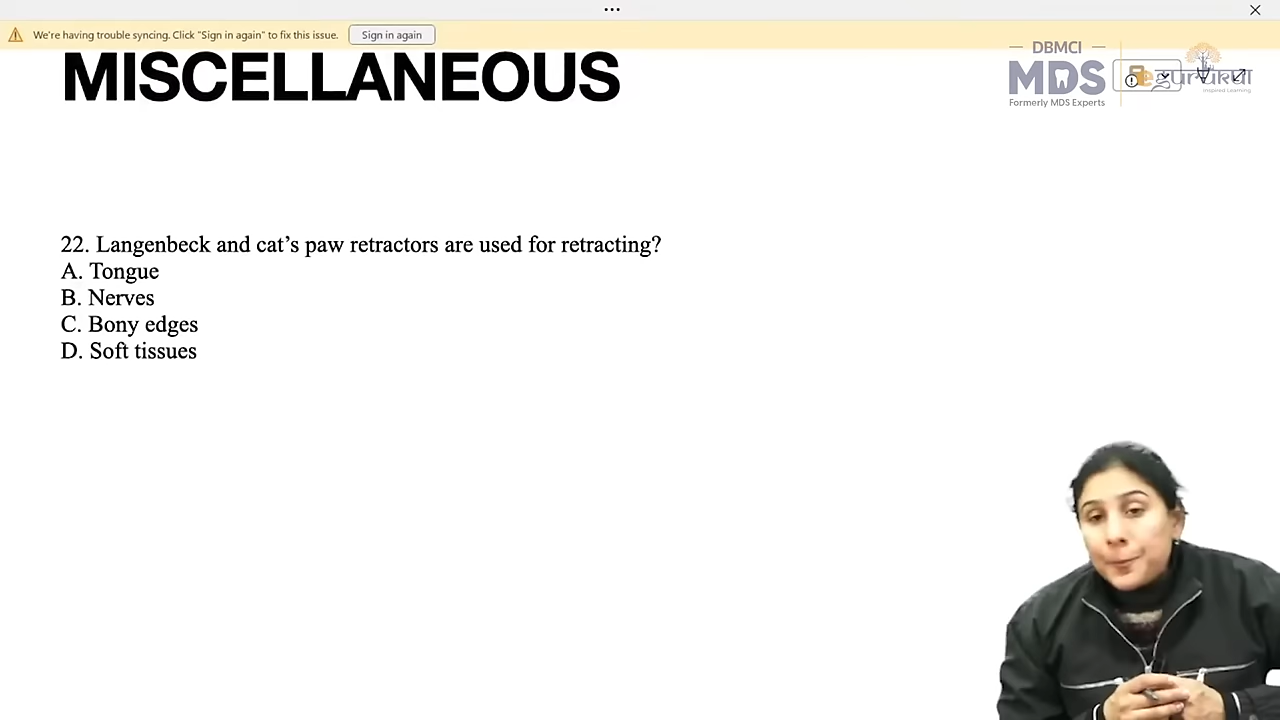 We're having trouble syncing. Click "Sign in again" to fix this issue. Sign in again
MISCELLANEOUS
DBMCI
MDS
Formerly MDS Experts
Inspired Learning
22. Langenbeck and cat’s paw retractors are used for retracting?
A. Tongue
B. Nerves
C. Bony edges
D. Soft tissues